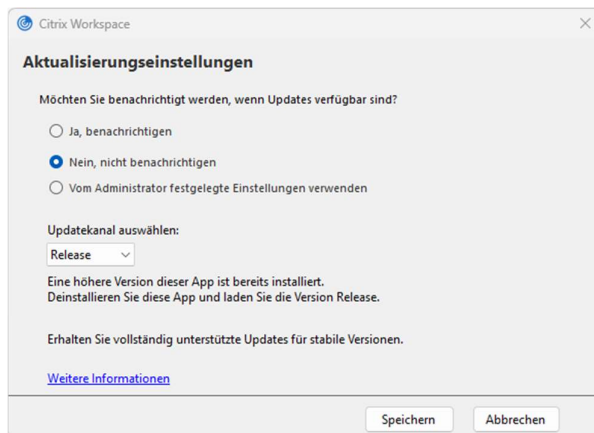 Citrix Workspace
Aktualisierungseinstellungen
Möchten Sie benachrichtigt werden, wenn Updates verfügbar sind?
Ja, benachrichtigen
Nein, nicht benachrichtigen
Vom Administrator festgelegte Einstellungen verwenden
Updatekanal auswählen:
Release
Eine höhere Version dieser App ist bereits installiert.
Deinstallieren Sie diese App und laden Sie die Version Release.
Erhalten Sie vollständig unterstützte Updates für stabile Versionen.
Weitere Informationen
Speichern Abbrechen